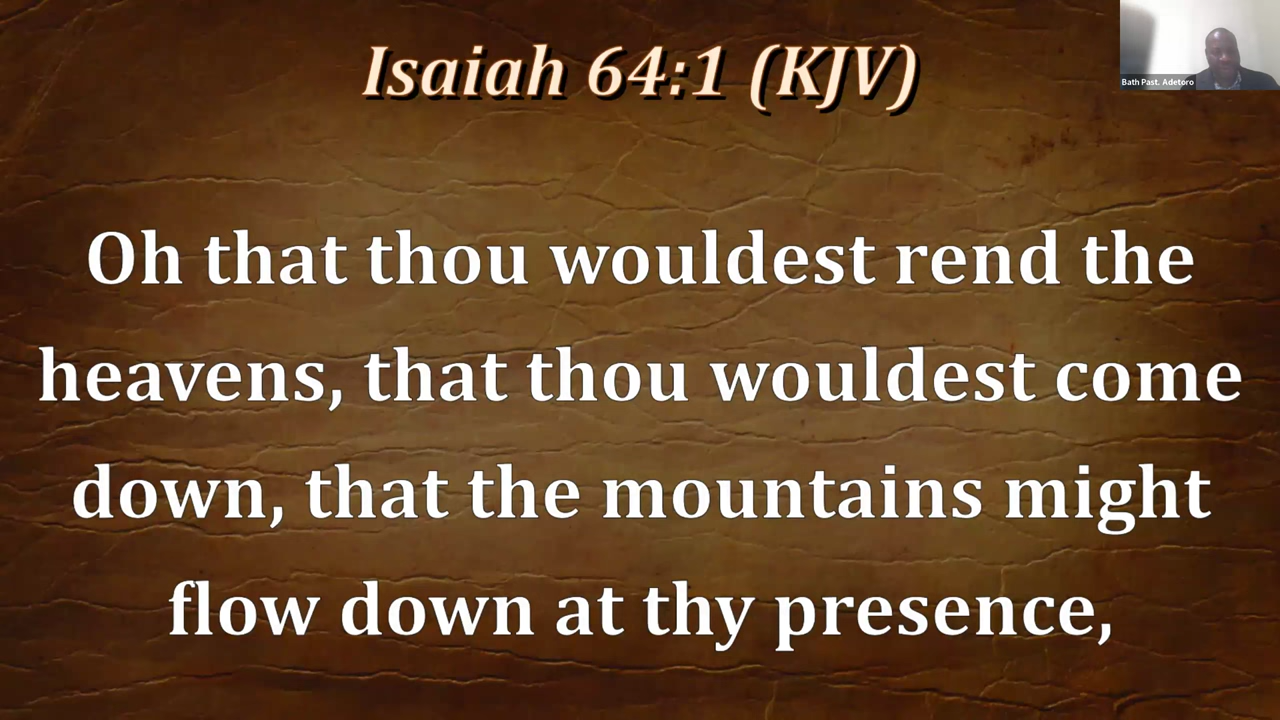 Isaiah 64:1 (KJV)
Bath Past. Adetoro
Oh that thou wouldest rend the
heavens, that thou wouldest come
down, that the mountains might
flow down at thy presence,